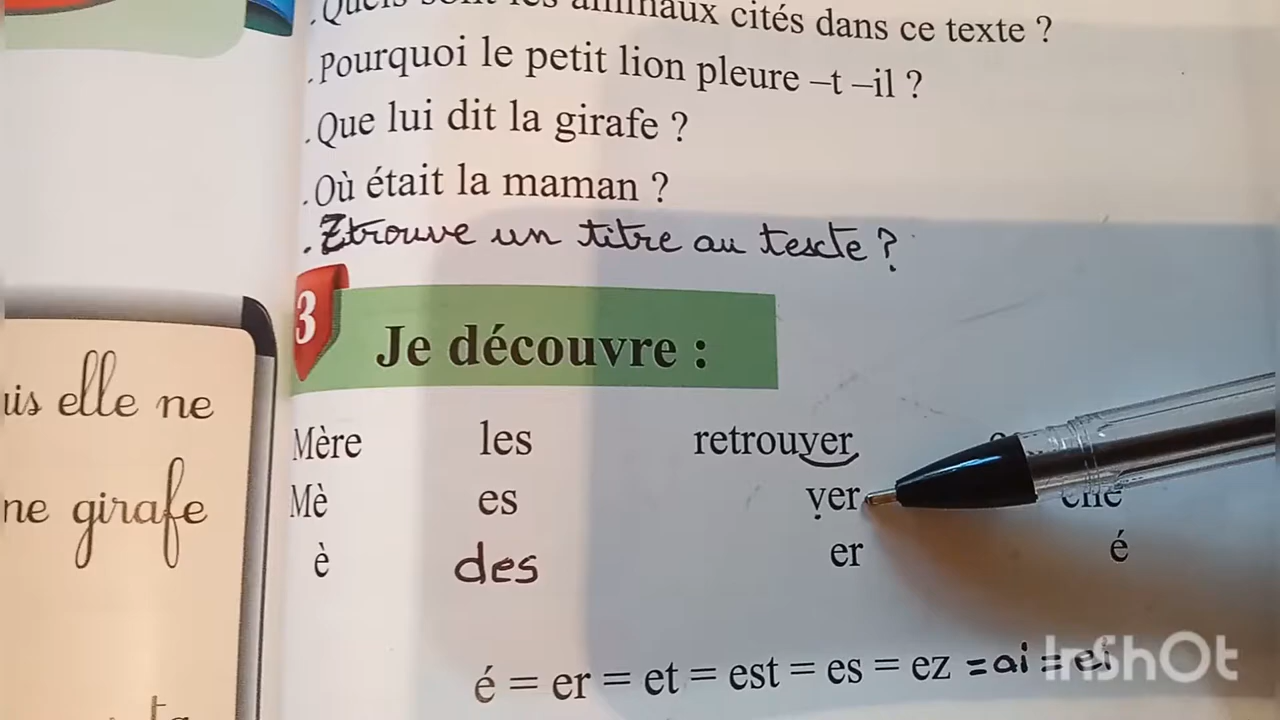 .Quels sont les animaux cités dans ce texte ?
.Pourquoi le petit lion pleure –t –il ?
.Que lui dit la girafe ?
.Où était la maman ?
.trouve un titre au texte ?
3
Je découvre :
uis elle ne
ne girafe
Mère les retrouver
Mè es ver che
è des er é
é = er = et = est = es = ez = ai = ei
InShOt